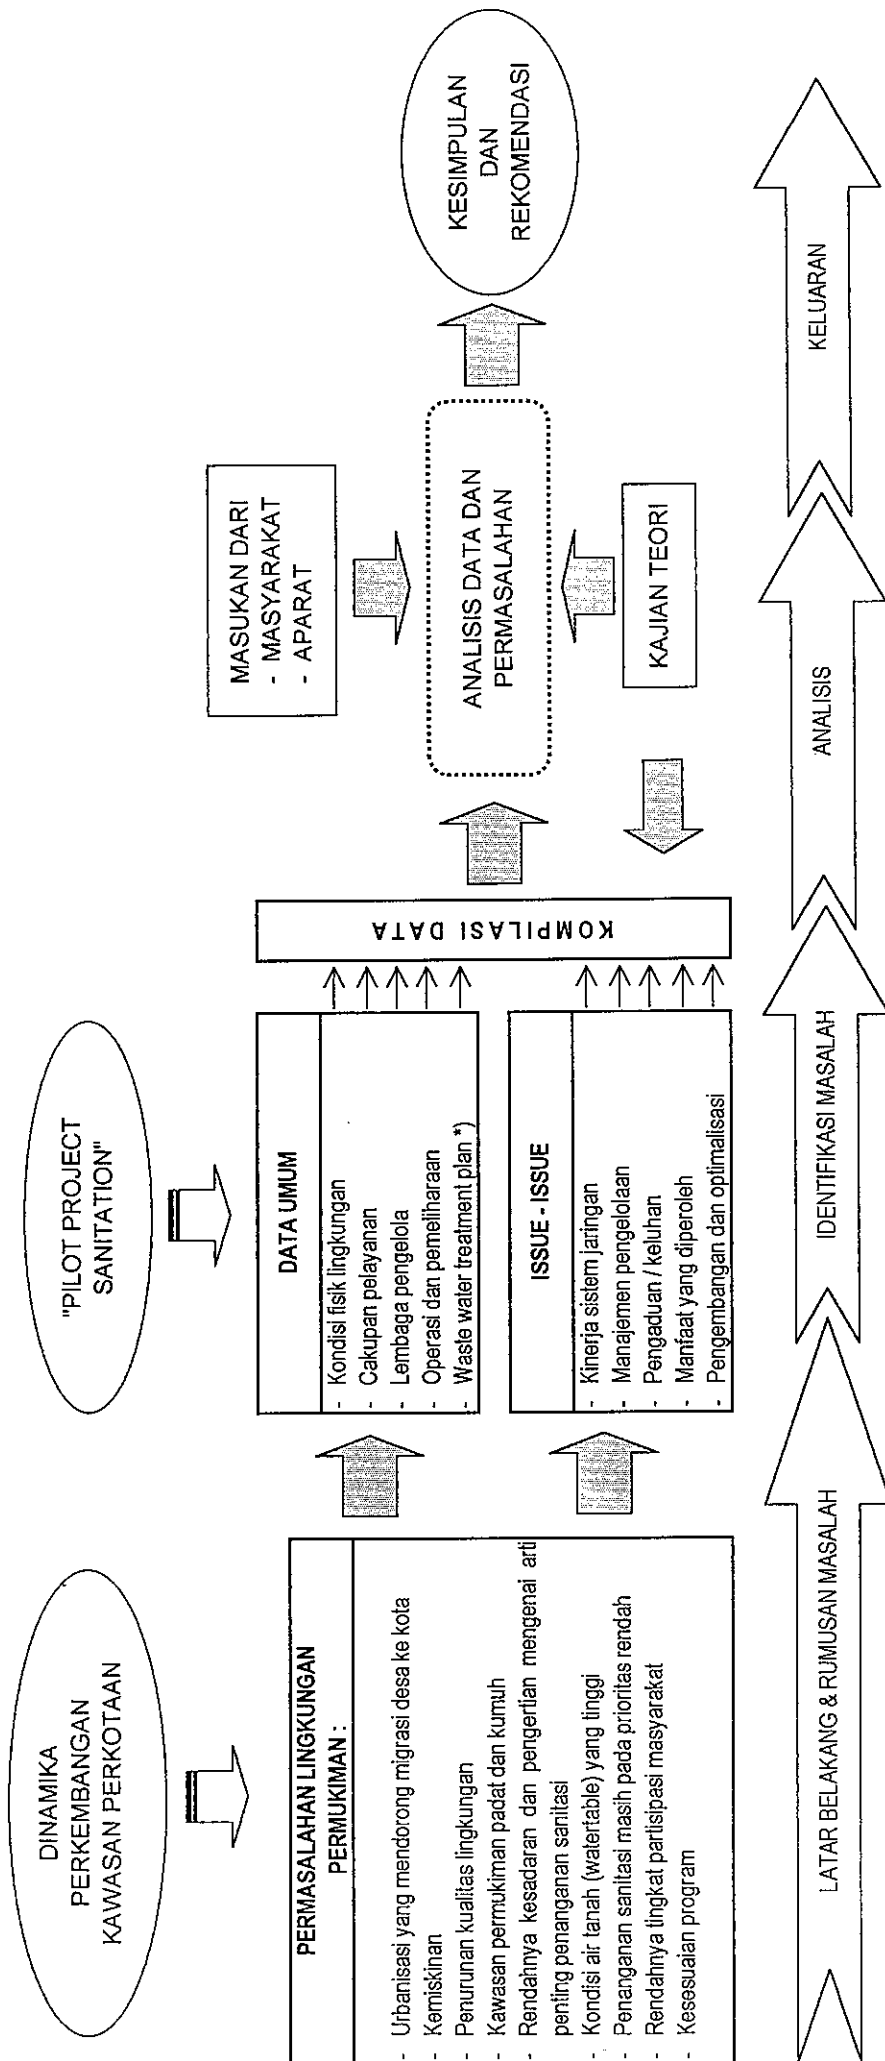 DINAMIKA
PERKEMBANGAN
KAWASAN PERKOTAAN
PERMASALAHAN LINGKUNGAN
PERMUKIMAN :
- Urbanisasi yang mendorong migrasi desa ke kota
- Kemiskinan
- Penurunan kualitas lingkungan
- Kawasan permukiman padat dan kumuh
- Rendahnya kesadaran dan pengertian mengenai arti
penting penanganan sanitasi
- Kondisi air tanah (watertable) yang tinggi
- Penanganan sanitasi masih pada prioritas rendah
- Rendahnya tingkat partisipasi masyarakat
- Kesesuaian program
"PILOT PROJECT
SANITATION"
DATA UMUM
- Kondisi fisik lingkungan
- Cakupan pelayanan
- Lembaga pengelola
- Operasi dan pemeliharaan
- Waste water treatment plan *)
ISSUE - ISSUE
- Kinerja sistem jaringan
- Manajemen pengelolaan
- Pengaduan / keluhan
- Manfaat yang diperoleh
- Pengembangan dan optimalisasi
KOMPILASI DATA
MASUKAN DARI
- MASYARAKAT
- APARAT
ANALISIS DATA DAN
PERMASALAHAN
KAJIAN TEORI
KESIMPULAN
DAN
REKOMENDASI
LATAR BELAKANG & RUMUSAN MASALAH
IDENTIFIKASI MASALAH
ANALISIS
KELUARAN